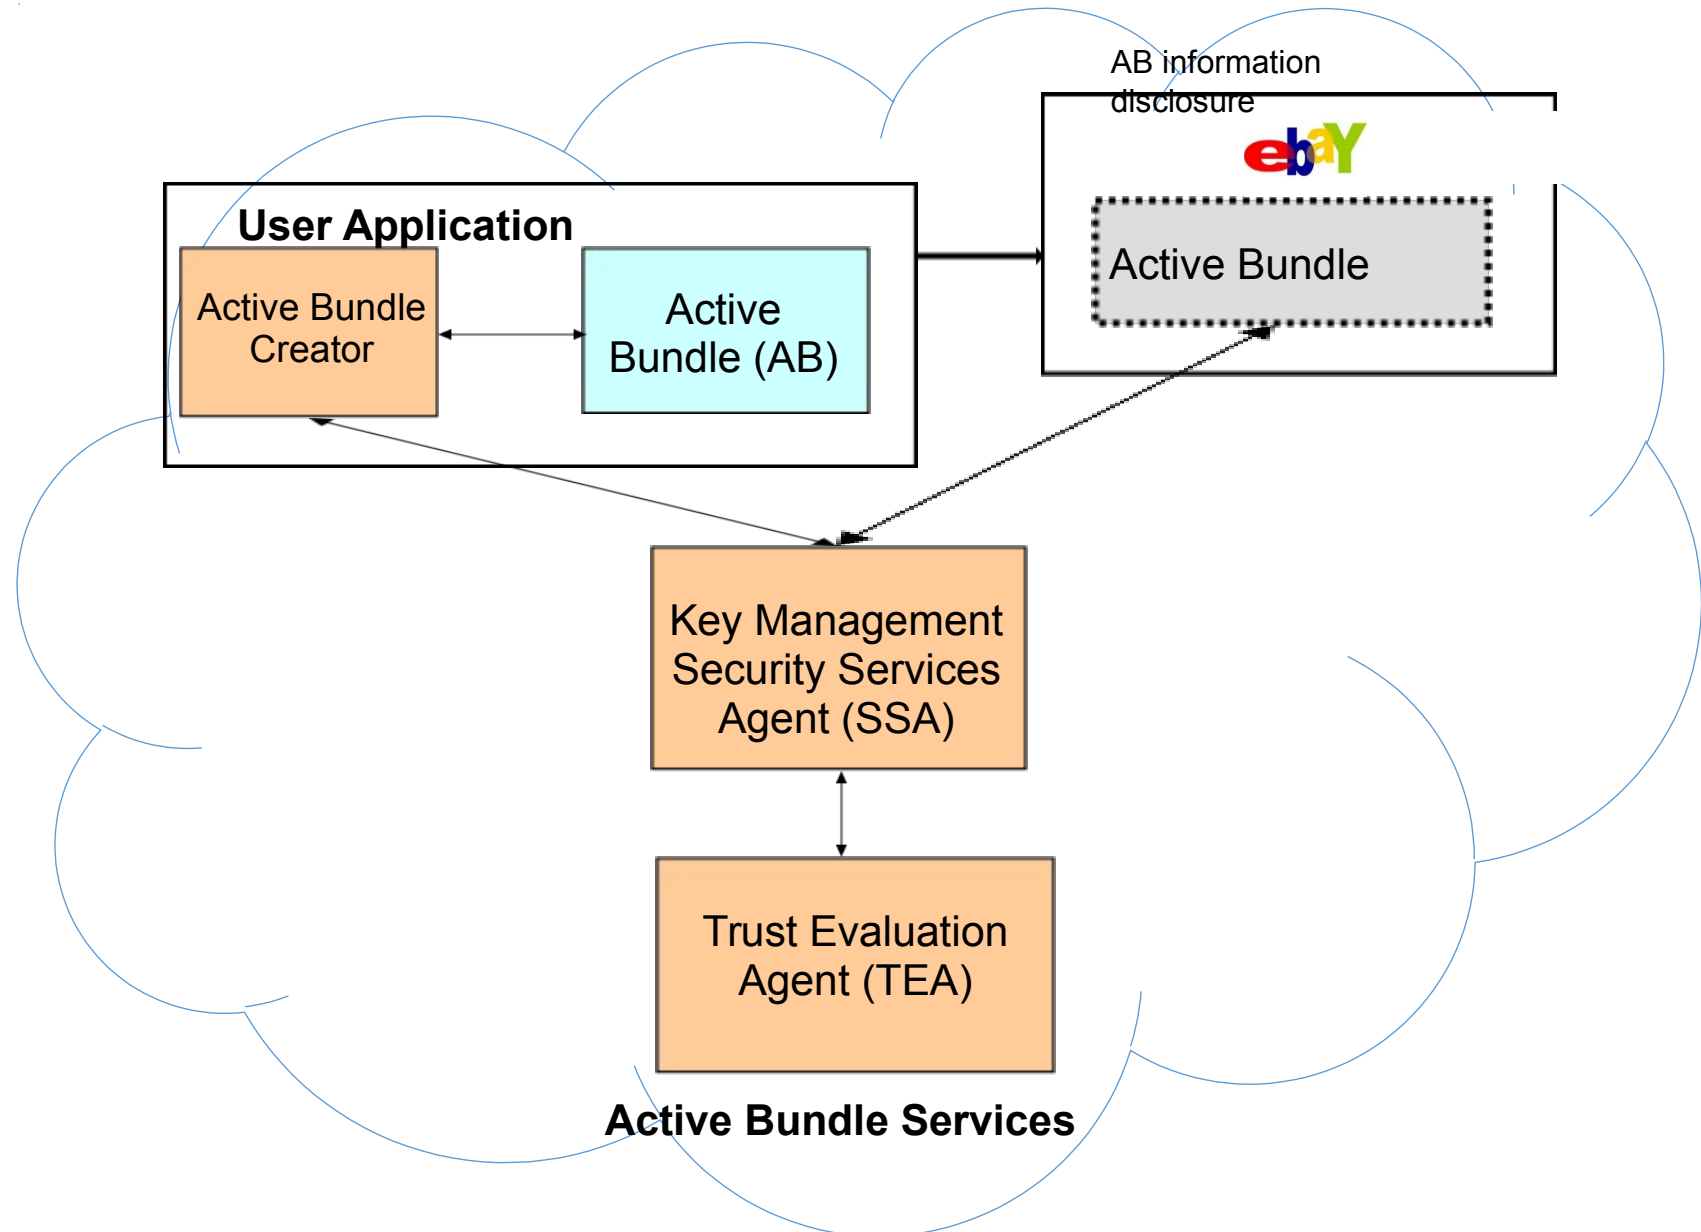 AB information
disclosure
ebaY
User Application
Active Bundle
Creator
Active
Bundle (AB)
Active Bundle
Key Management
Security Services
Agent (SSA)
Trust Evaluation
Agent (TEA)
Active Bundle Services